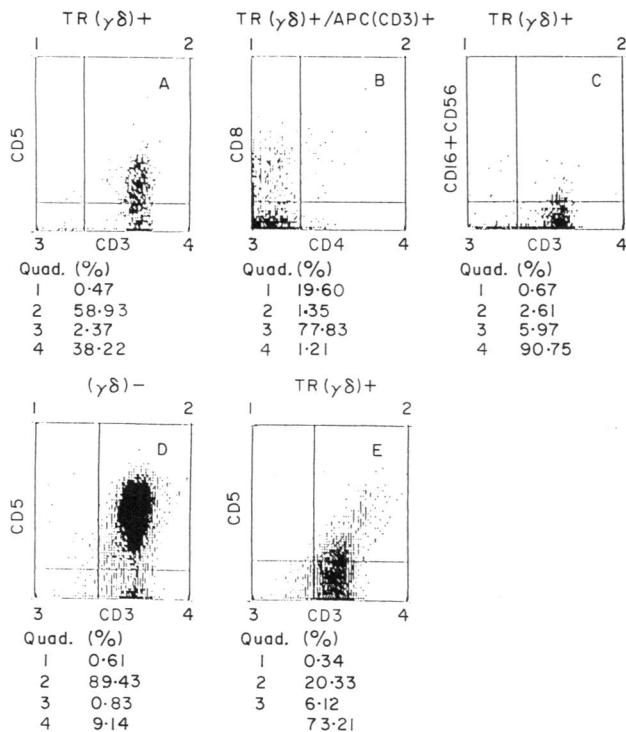 TR (γδ)+ TR (γδ)+/APC(CD3)+ TR (γδ)+
1 2 1 2 1 2
A B C
CD5 CD8 CD16+CD56
3 CD3 4 3 CD4 4 3 CD3 4
Quad. (%) Quad. (%) Quad. (%)
1 0·47 1 19·60 1 0·67
2 58·93 2 1·35 2 2·61
3 2·37 3 77·83 3 5·97
4 38·22 4 1·21 4 90·75
(γδ)− TR (γδ)+
1 2 1 2
D E
CD5 CD5
3 CD3 4 3 CD3 4
Quad. (%) Quad. (%)
1 0·61 1 0·34
2 89·43 2 20·33
3 0·83 3 6·12
4 9·14 73·21